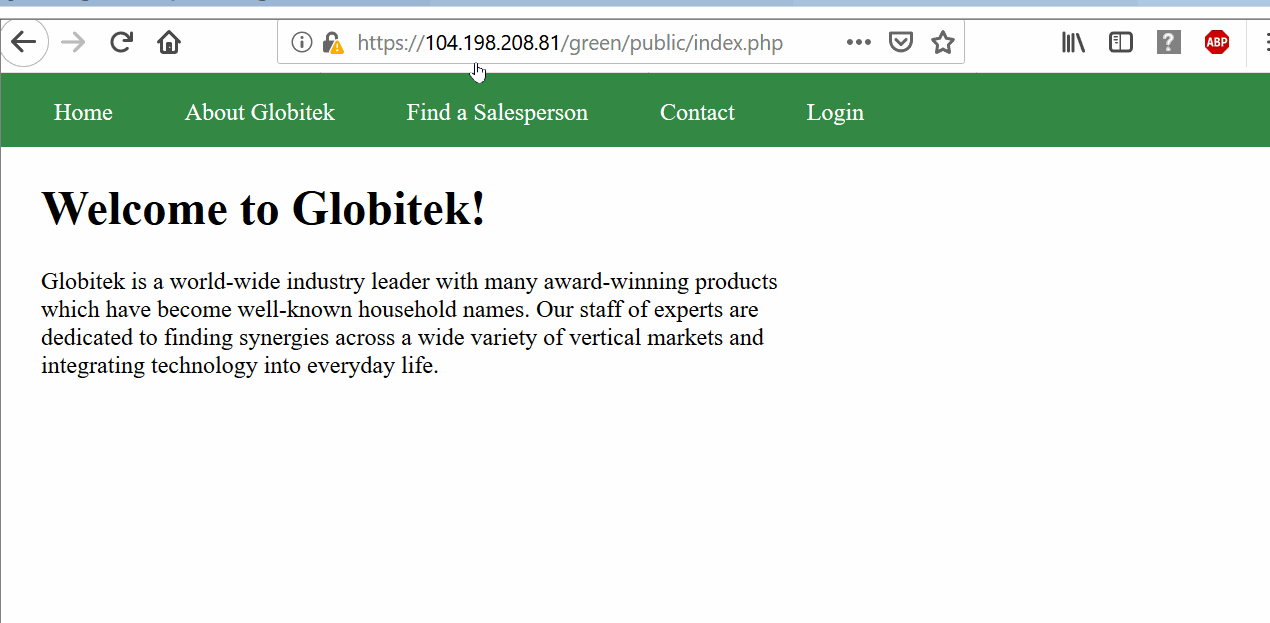 https://104.198.208.81/green/public/index.php
ABP
Home About Globitek Find a Salesperson Contact Login
Welcome to Globitek!
Globitek is a world-wide industry leader with many award-winning products
which have become well-known household names. Our staff of experts are
dedicated to finding synergies across a wide variety of vertical markets and
integrating technology into everyday life.